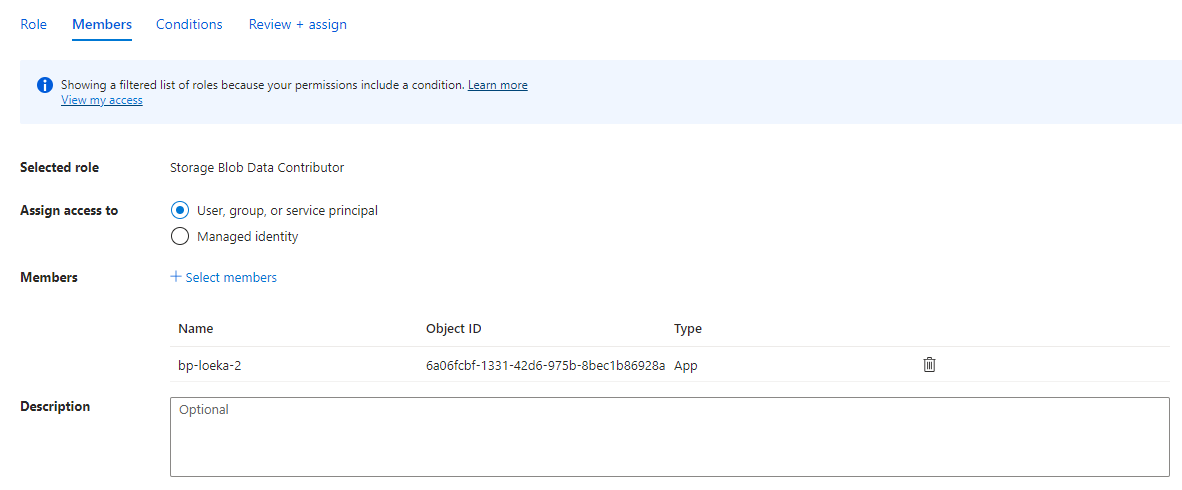 Role Members Conditions Review + assign
Showing a filtered list of roles because your permissions include a condition. Learn more
View my access
Selected role Storage Blob Data Contributor
Assign access to User, group, or service principal
Managed identity
Members + Select members
Name Object ID Type
bp-loeka-2 6a06fcbf-1331-42d6-975b-8bec1b86928a App
Description Optional